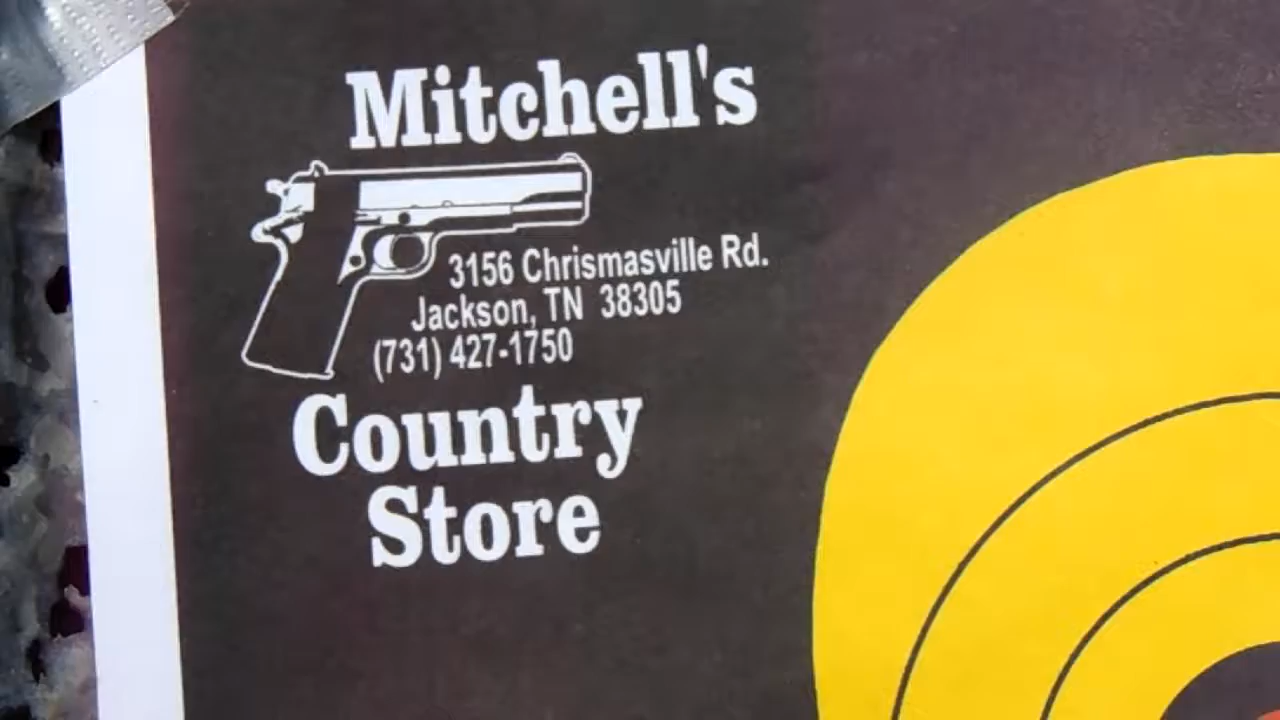 Mitchell's
3156 Chrismasville Rd.
Jackson, TN 38305
(731) 427-1750
Country
Store